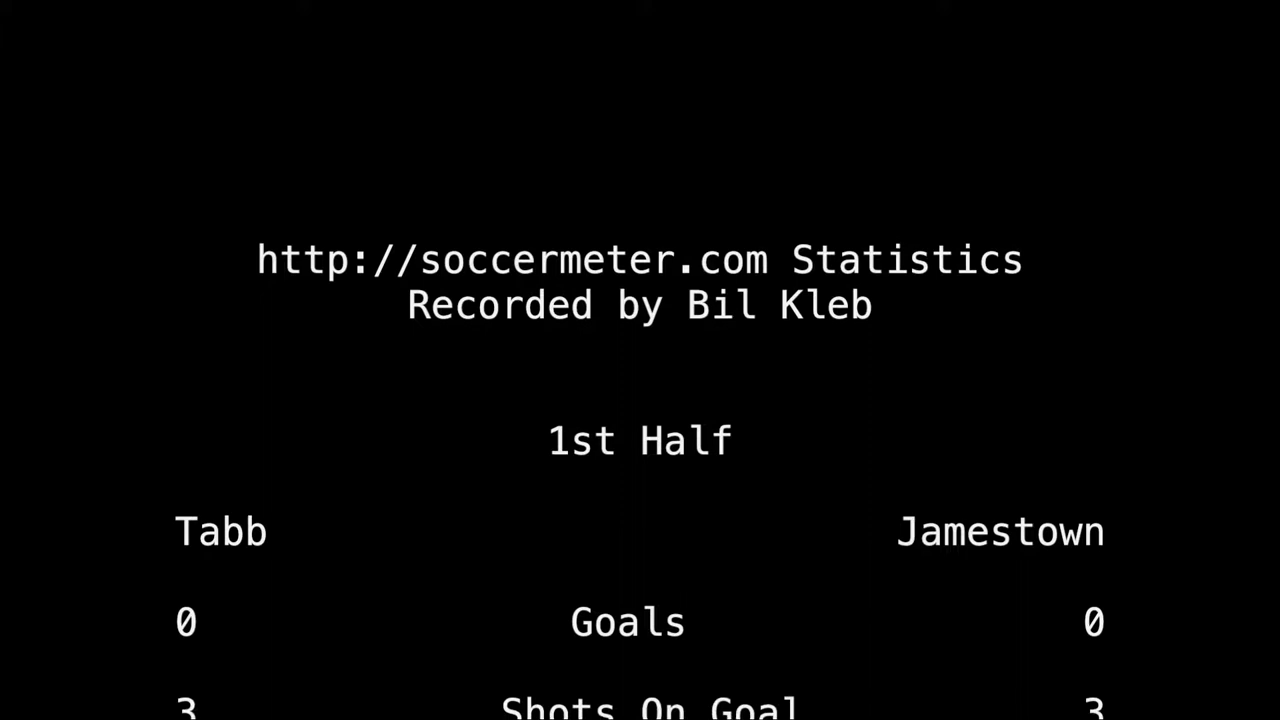 http://soccermeter.com Statistics
Recorded by Bil Kleb
1st Half
Tabb Jamestown
0 Goals 0
3 Shots On Goal 3